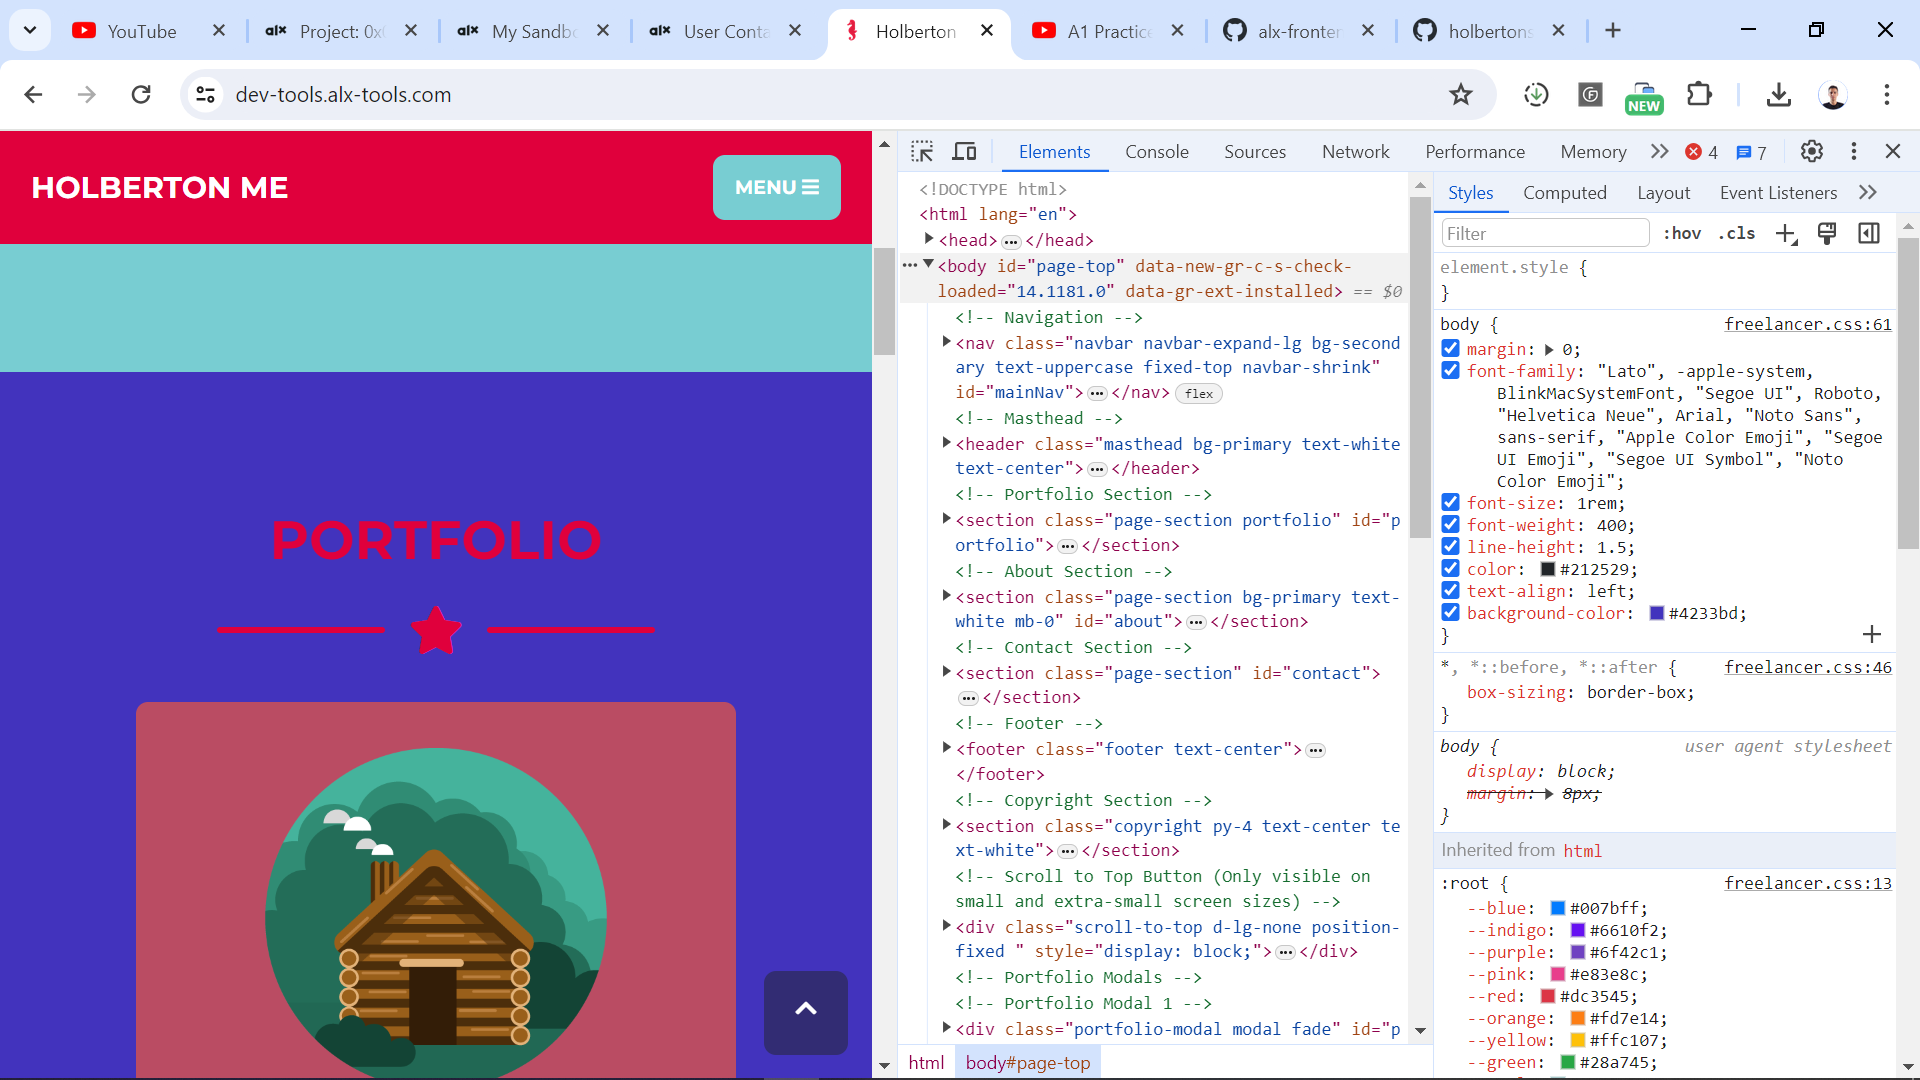 YouTube
alx Project: 0x
alx My Sandb
alx User Conta
Holberton
A1 Practice
alx-fronter
holbertons
dev-tools.alx-tools.com
NEW
HOLBERTON ME
MENU
PORTFOLIO
Elements Console Sources Network Performance Memory 4 7
<!DOCTYPE html>
<html lang="en">
<head> ••• </head>
••• <body id="page-top" data-new-gr-c-s-check-
loaded="14.1181.0" data-gr-ext-installed> == $0
<!-- Navigation -->
<nav class="navbar navbar-expand-lg bg-second
ary text-uppercase fixed-top navbar-shrink"
id="mainNav"> ••• </nav> flex
<!-- Masthead -->
<header class="masthead bg-primary text-white
text-center"> ••• </header>
<!-- Portfolio Section -->
<section class="page-section portfolio" id="p
ortfolio"> ••• </section>
<!-- About Section -->
<section class="page-section bg-primary text-
white mb-0" id="about"> ••• </section>
<!-- Contact Section -->
<section class="page-section" id="contact">
••• </section>
<!-- Footer -->
<footer class="footer text-center"> •••
</footer>
<!-- Copyright Section -->
<section class="copyright py-4 text-center te
xt-white"> ••• </section>
<!-- Scroll to Top Button (Only visible on
small and extra-small screen sizes) -->
<div class="scroll-to-top d-lg-none position-
fixed " style="display: block;"> ••• </div>
<!-- Portfolio Modals -->
<!-- Portfolio Modal 1 -->
<div class="portfolio-modal modal fade" id="p
html body#page-top
Styles Computed Layout Event Listeners
Filter :hov .cls
element.style {
}
body { freelancer.css:61
margin: 0;
font-family: "Lato", -apple-system,
BlinkMacSystemFont, "Segoe UI", Roboto,
"Helvetica Neue", Arial, "Noto Sans",
sans-serif, "Apple Color Emoji", "Segoe
UI Emoji", "Segoe UI Symbol", "Noto
Color Emoji";
font-size: 1rem;
font-weight: 400;
line-height: 1.5;
color: #212529;
text-align: left;
background-color: #4233bd;
}
*, *::before, *::after { freelancer.css:46
box-sizing: border-box;
}
body { user agent stylesheet
display: block;
margin: 8px;
}
Inherited from html
:root { freelancer.css:13
--blue: #007bff;
--indigo: #6610f2;
--purple: #6f42c1;
--pink: #e83e8c;
--red: #dc3545;
--orange: #fd7e14;
--yellow: #ffc107;
--green: #28a745;